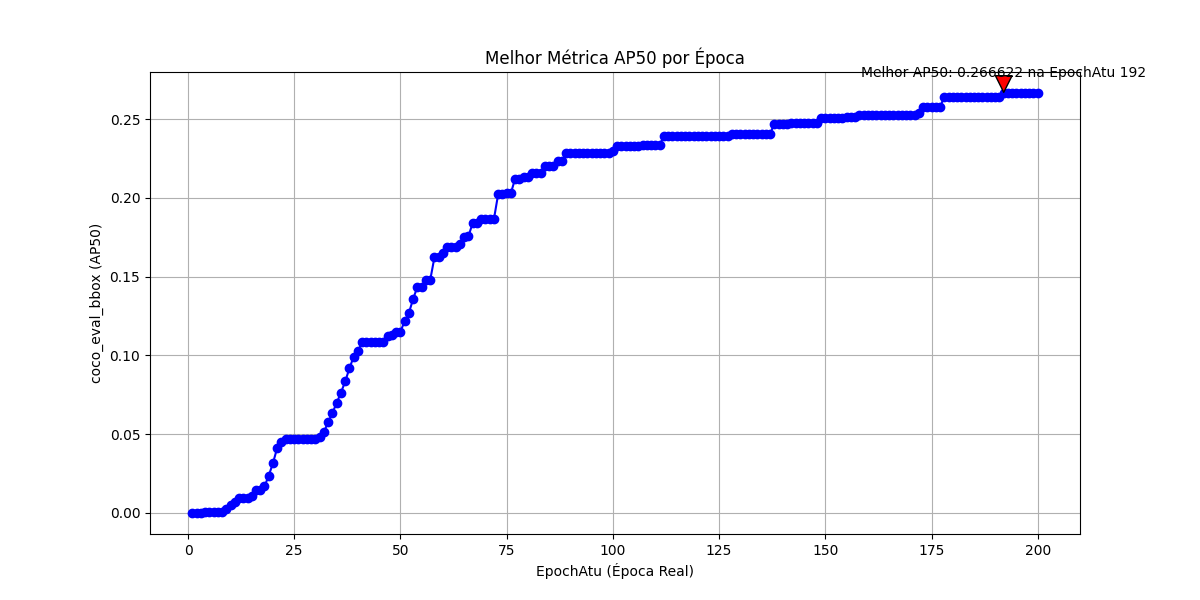 Melhor Métrica AP50 por Época
Melhor AP50: 0.266622 na EpochAtu 192
coco_eval_bbox (AP50)
0.25
0.20
0.15
0.10
0.05
0.00
0 25 50 75 100 125 150 175 200
EpochAtu (Época Real)